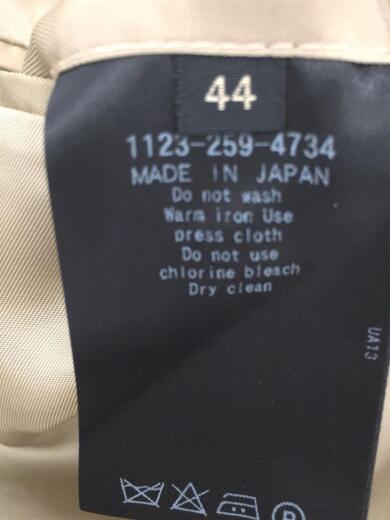 44
1123-259-4734
MADE IN JAPAN
Do not wash
Warm iron Use
press cloth
Do not use
chlorine bleach
Dry clean
UA13